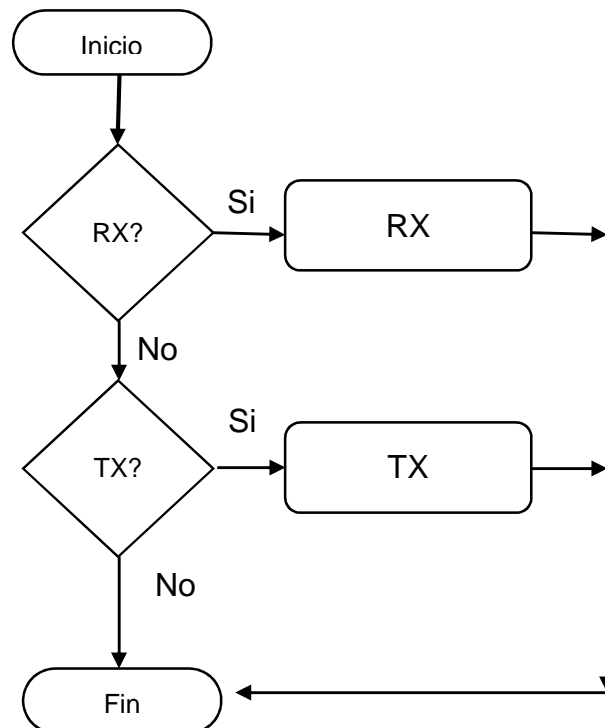 Inicio
RX?
Si
RX
No
TX?
Si
TX
No
Fin